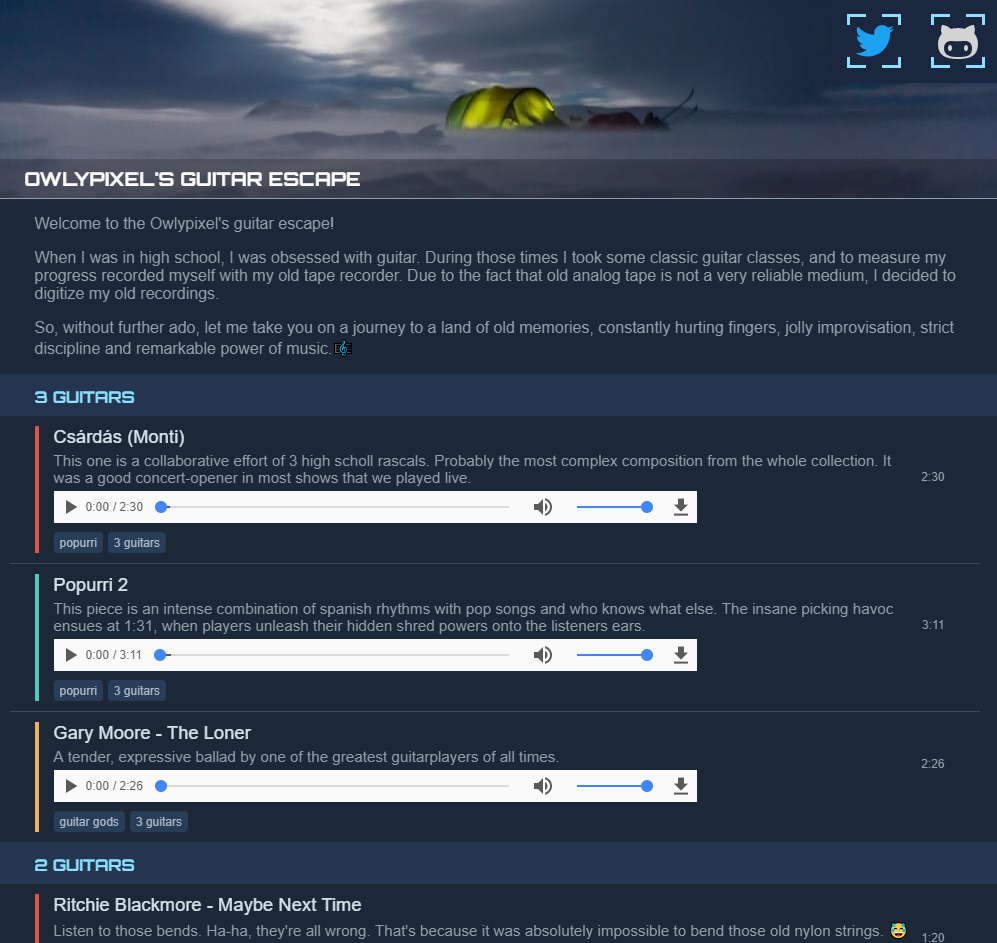 OWLYPIXEL'S GUITAR ESCAPE
Welcome to the Owlypixel's guitar escape!
When I was in high school, I was obsessed with guitar. During those times I took some classic guitar classes, and to measure my
progress recorded myself with my old tape recorder. Due to the fact that old analog tape is not a very reliable medium, I decided to
digitize my old recordings.
So, without further ado, let me take you on a journey to a land of old memories, constantly hurting fingers, jolly improvisation, strict
discipline and remarkable power of music.🎼
3 GUITARS
Csárdás (Monti)
This one is a collaborative effort of 3 high scholl rascals. Probably the most complex composition from the whole collection. It
was a good concert-opener in most shows that we played live.
2:30
0:00 / 2:30
popurri 3 guitars
Popurri 2
This piece is an intense combination of spanish rhythms with pop songs and who knows what else. The insane picking havoc
ensues at 1:31, when players unleash their hidden shred powers onto the listeners ears.
3:11
0:00 / 3:11
popurri 3 guitars
Gary Moore - The Loner
A tender, expressive ballad by one of the greatest guitarplayers of all times.
2:26
0:00 / 2:26
guitar gods 3 guitars
2 GUITARS
Ritchie Blackmore - Maybe Next Time
Listen to those bends. Ha-ha, they're all wrong. That's because it was absolutely impossible to bend those old nylon strings. 😅
1:20